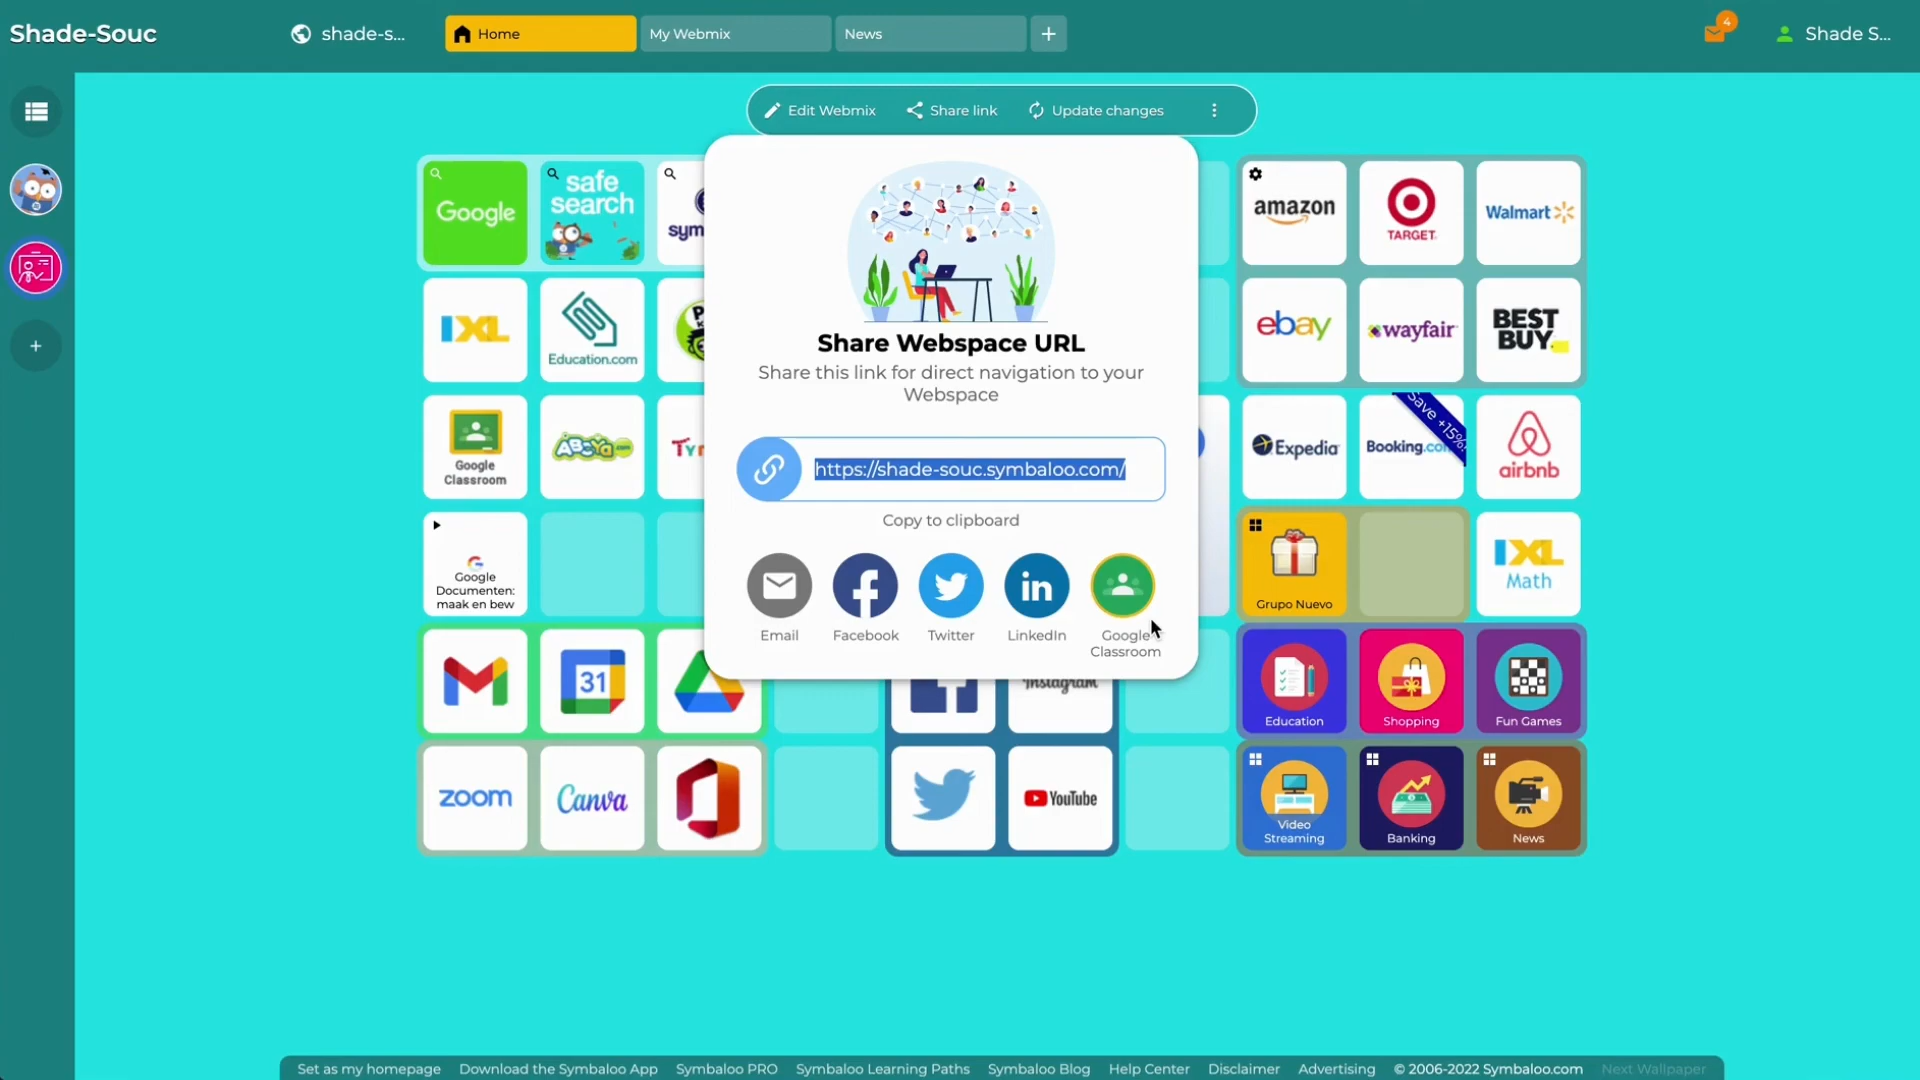 Shade-Souc
shade-s...
Home
My Webmix
News
4
Shade S...
Edit Webmix
Share link
Update changes
Google
safe
search
sym
amazon
TARGET
Walmart
Share Webspace URL
Share this link for direct navigation to your
Webspace
IXL
Education.com
P
ebay
wayfair
BEST
BUY
Google
Classroom
ABCya.com
Ty
https://shade-souc.symbaloo.com/
Copy to clipboard
Expedia
Save +15%
Booking.co
airbnb
Google
Documenten:
maak en bew
Email
Facebook
Twitter
LinkedIn
Google
Classroom
Grupo Nuevo
IXL
Math
31
Instagram
Education
Shopping
Fun Games
zoom
Canva
YouTube
Video
Streaming
Banking
News
Set as my homepage
Download the Symbaloo App
Symbaloo PRO
Symbaloo Learning Paths
Symbaloo Blog
Help Center
Disclaimer
Advertising
© 2006-2022 Symbaloo.com
Next Wallpaper